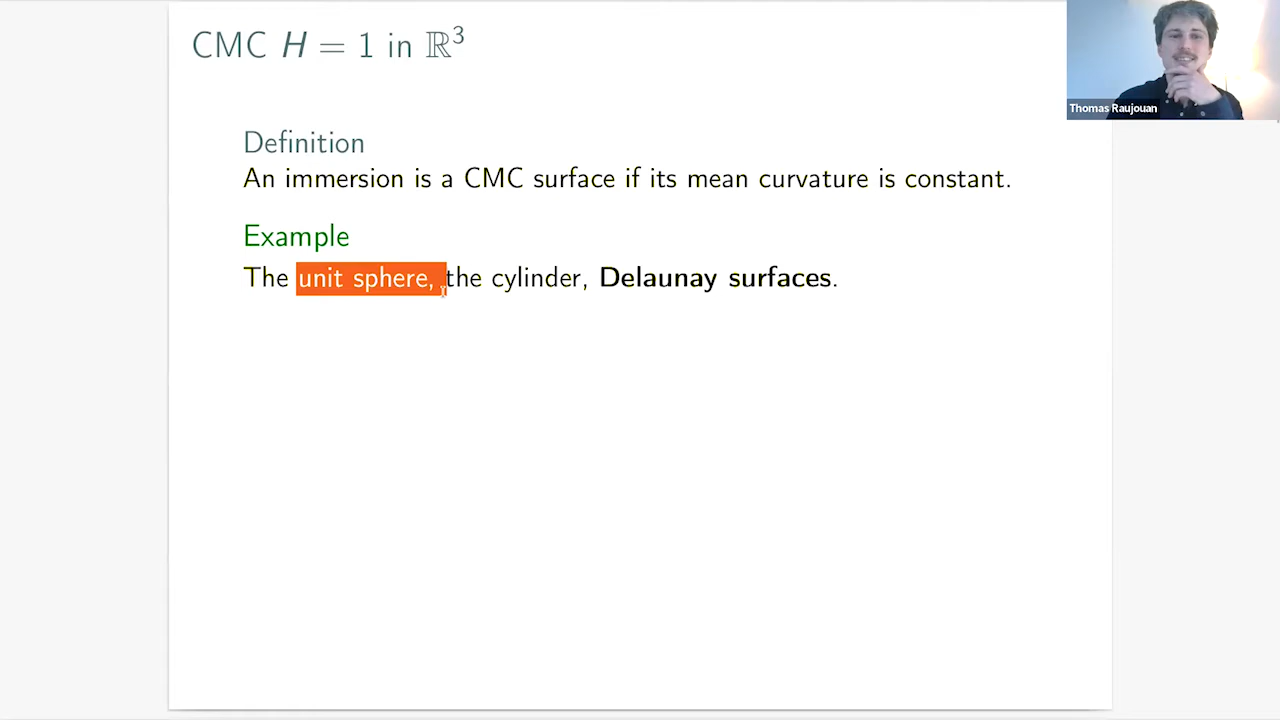 CMC H = 1 in ℝ³
Thomas Raujouan
Definition
An immersion is a CMC surface if its mean curvature is constant.
Example
The unit sphere, the cylinder, Delaunay surfaces.